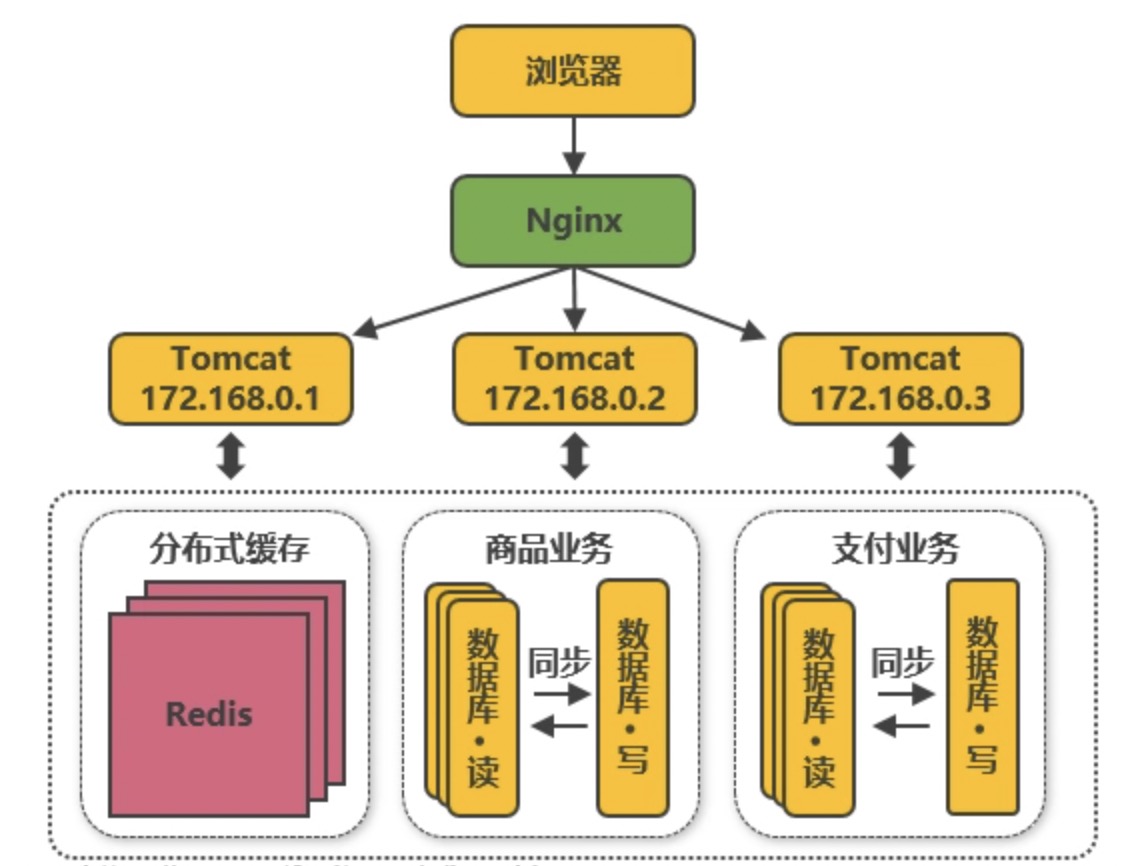 浏览器
Nginx
Tomcat
172.168.0.1
Tomcat
172.168.0.2
Tomcat
172.168.0.3
分布式缓存
Redis
商品业务
数据库·读
同步
数据库·写
支付业务
数据库·读
同步
数据库·写